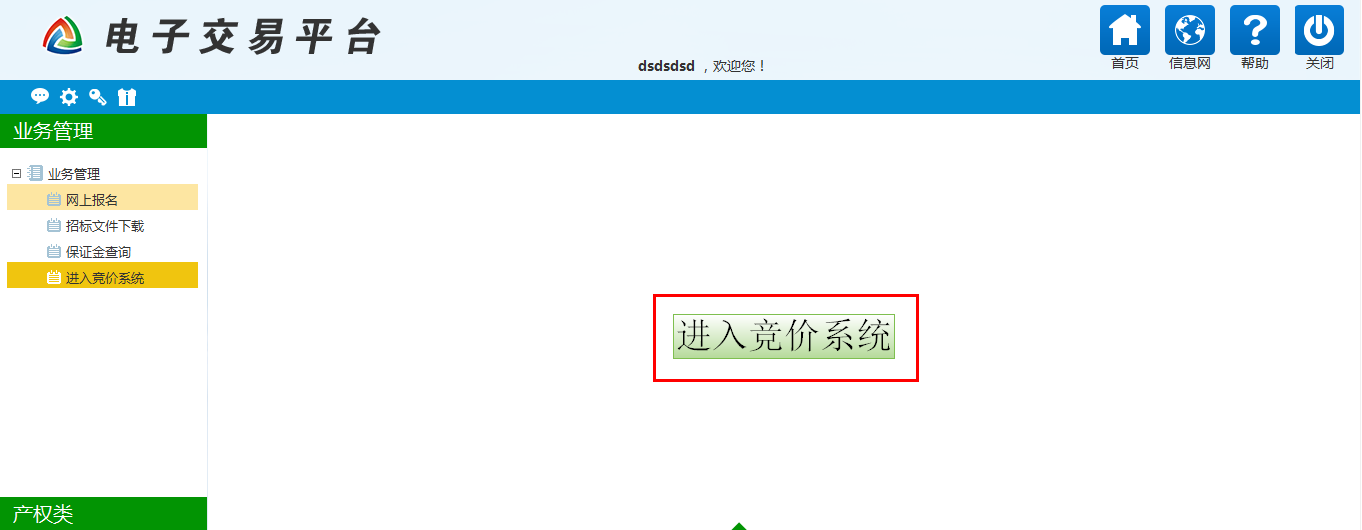 电子交易平台
dsdsdsd ，欢迎您！
首页 信息网 帮助 关闭
业务管理
业务管理
网上报名
招标文件下载
保证金查询
进入竞价系统
进入竞价系统
产权类